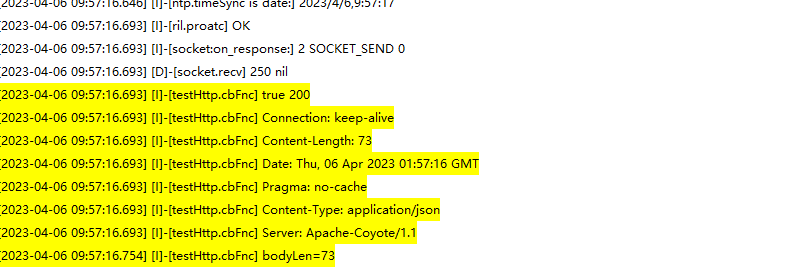 [2023-04-06 09:57:16.646] [I]-[ntp.timeSync is date:] 2023/4/6,9:57:17
[2023-04-06 09:57:16.693] [I]-[ril.proatc] OK
[2023-04-06 09:57:16.693] [I]-[socket:on_response:] 2 SOCKET_SEND 0
[2023-04-06 09:57:16.693] [D]-[socket.recv] 250 nil
[2023-04-06 09:57:16.693] [I]-[testHttp.cbFnc] true 200
[2023-04-06 09:57:16.693] [I]-[testHttp.cbFnc] Connection: keep-alive
[2023-04-06 09:57:16.693] [I]-[testHttp.cbFnc] Content-Length: 73
[2023-04-06 09:57:16.693] [I]-[testHttp.cbFnc] Date: Thu, 06 Apr 2023 01:57:16 GMT
[2023-04-06 09:57:16.693] [I]-[testHttp.cbFnc] Pragma: no-cache
[2023-04-06 09:57:16.693] [I]-[testHttp.cbFnc] Content-Type: application/json
[2023-04-06 09:57:16.693] [I]-[testHttp.cbFnc] Server: Apache-Coyote/1.1
[2023-04-06 09:57:16.754] [I]-[testHttp.cbFnc] bodyLen=73